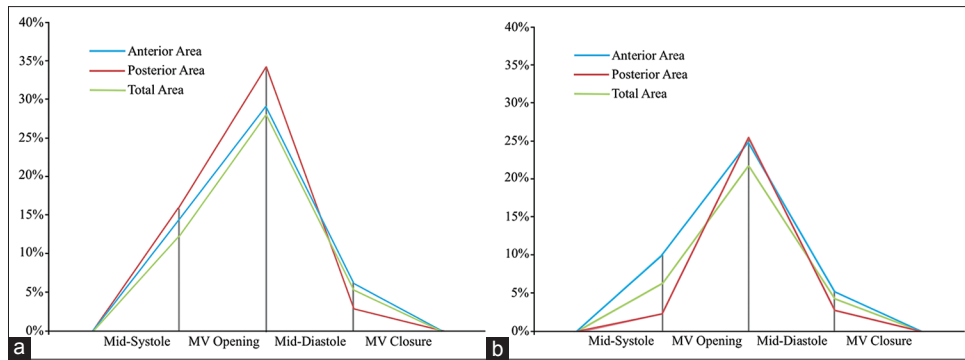 40%
35%
30%
25%
20%
15%
10%
5%
0%
Anterior Area
Posterior Area
Total Area
Mid-Systole MV Opening Mid-Diastole MV Closure
a
40%
35%
30%
25%
20%
15%
10%
5%
0%
Anterior Area
Posterior Area
Total Area
Mid-Systole MV Opening Mid-Diastole MV Closure
b